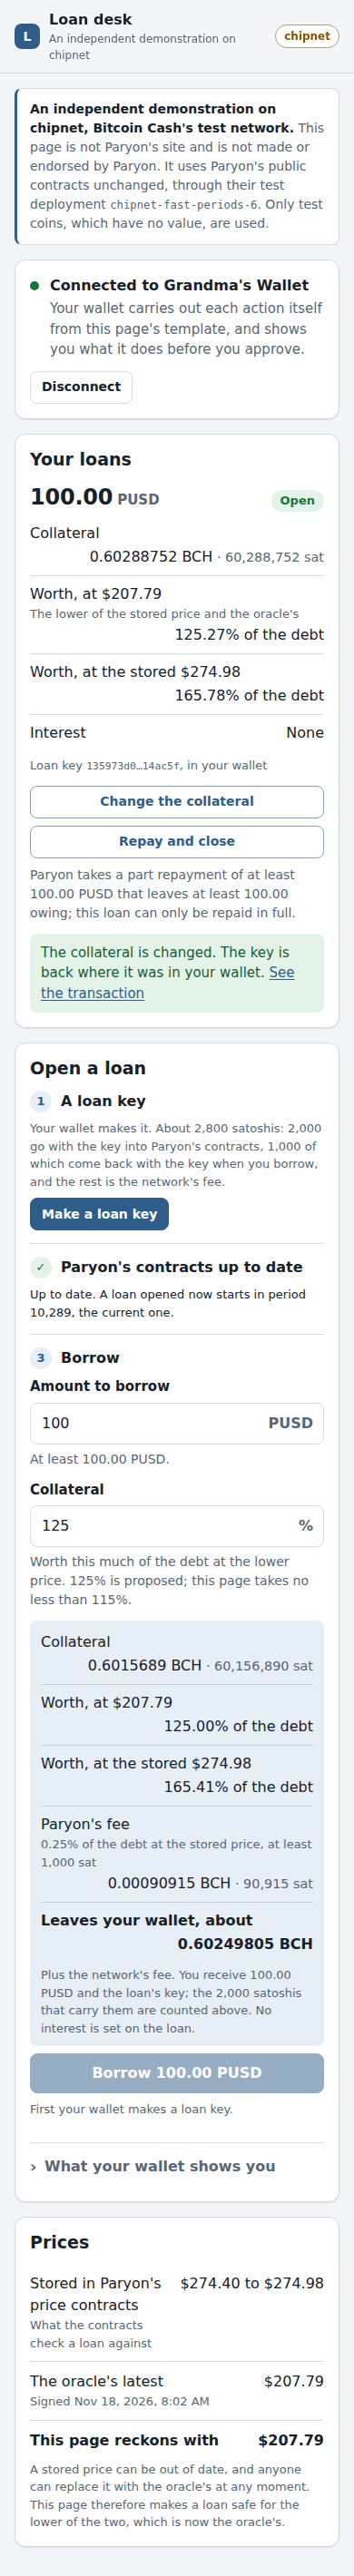 L
Loan desk
An independent demonstration on
chipnet
chipnet
An independent demonstration on
chipnet, Bitcoin Cash's test network. This
page is not Paryon's site and is not made or
endorsed by Paryon. It uses Paryon's public
contracts unchanged, through their test
deployment chipnet-fast-periods-6. Only test
coins, which have no value, are used.
Connected to Grandma's Wallet
Your wallet carries out each action itself
from this page's template, and shows
you what it does before you approve.
Disconnect
Your loans
100.00 PUSD
Open
Collateral
0.60288752 BCH · 60,288,752 sat
Worth, at $207.79
The lower of the stored price and the oracle's
125.27% of the debt
Worth, at the stored $274.98
165.78% of the debt
Interest None
Loan key 135973d0…14ac5f, in your wallet
Change the collateral
Repay and close
Paryon takes a part repayment of at least
100.00 PUSD that leaves at least 100.00
owing; this loan can only be repaid in full.
The collateral is changed. The key is
back where it was in your wallet. See
the transaction
Open a loan
1 A loan key
Your wallet makes it. About 2,800 satoshis: 2,000
go with the key into Paryon's contracts, 1,000 of
which come back with the key when you borrow,
and the rest is the network's fee.
Make a loan key
✓ Paryon's contracts up to date
Up to date. A loan opened now starts in period
10,289, the current one.
3 Borrow
Amount to borrow
100 PUSD
At least 100.00 PUSD.
Collateral
125 %
Worth this much of the debt at the lower
price. 125% is proposed; this page takes no
less than 115%.
Collateral
0.6015689 BCH · 60,156,890 sat
Worth, at $207.79
125.00% of the debt
Worth, at the stored $274.98
165.41% of the debt
Paryon's fee
0.25% of the debt at the stored price, at least
1,000 sat
0.00090915 BCH · 90,915 sat
Leaves your wallet, about
0.60249805 BCH
Plus the network's fee. You receive 100.00
PUSD and the loan's key; the 2,000 satoshis
that carry them are counted above. No
interest is set on the loan.
Borrow 100.00 PUSD
First your wallet makes a loan key.
› What your wallet shows you
Prices
Stored in Paryon's $274.40 to $274.98
price contracts
What the contracts
check a loan against
The oracle's latest $207.79
Signed Nov 18, 2026, 8:02 AM
This page reckons with $207.79
A stored price can be out of date, and anyone
can replace it with the oracle's at any moment.
This page therefore makes a loan safe for the
lower of the two, which is now the oracle's.